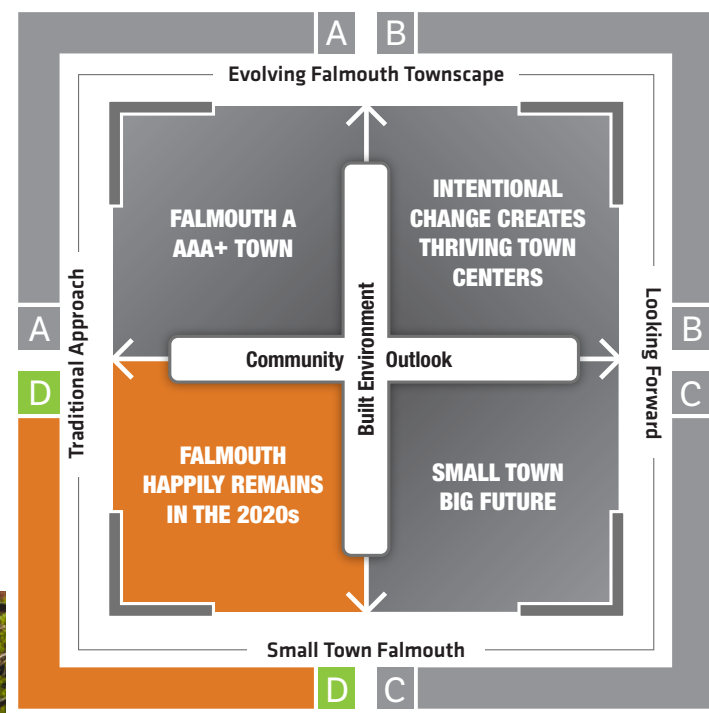 A B
Evolving Falmouth Townscape
FALMOUTH A
AAA+ TOWN
INTENTIONAL
CHANGE CREATES
THRIVING TOWN
CENTERS
A
B
Traditional Approach
Community Outlook
Built Environment
Looking Forward
D
C
FALMOUTH
HAPPILY REMAINS
IN THE 2020s
SMALL TOWN
BIG FUTURE
Small Town Falmouth
D C